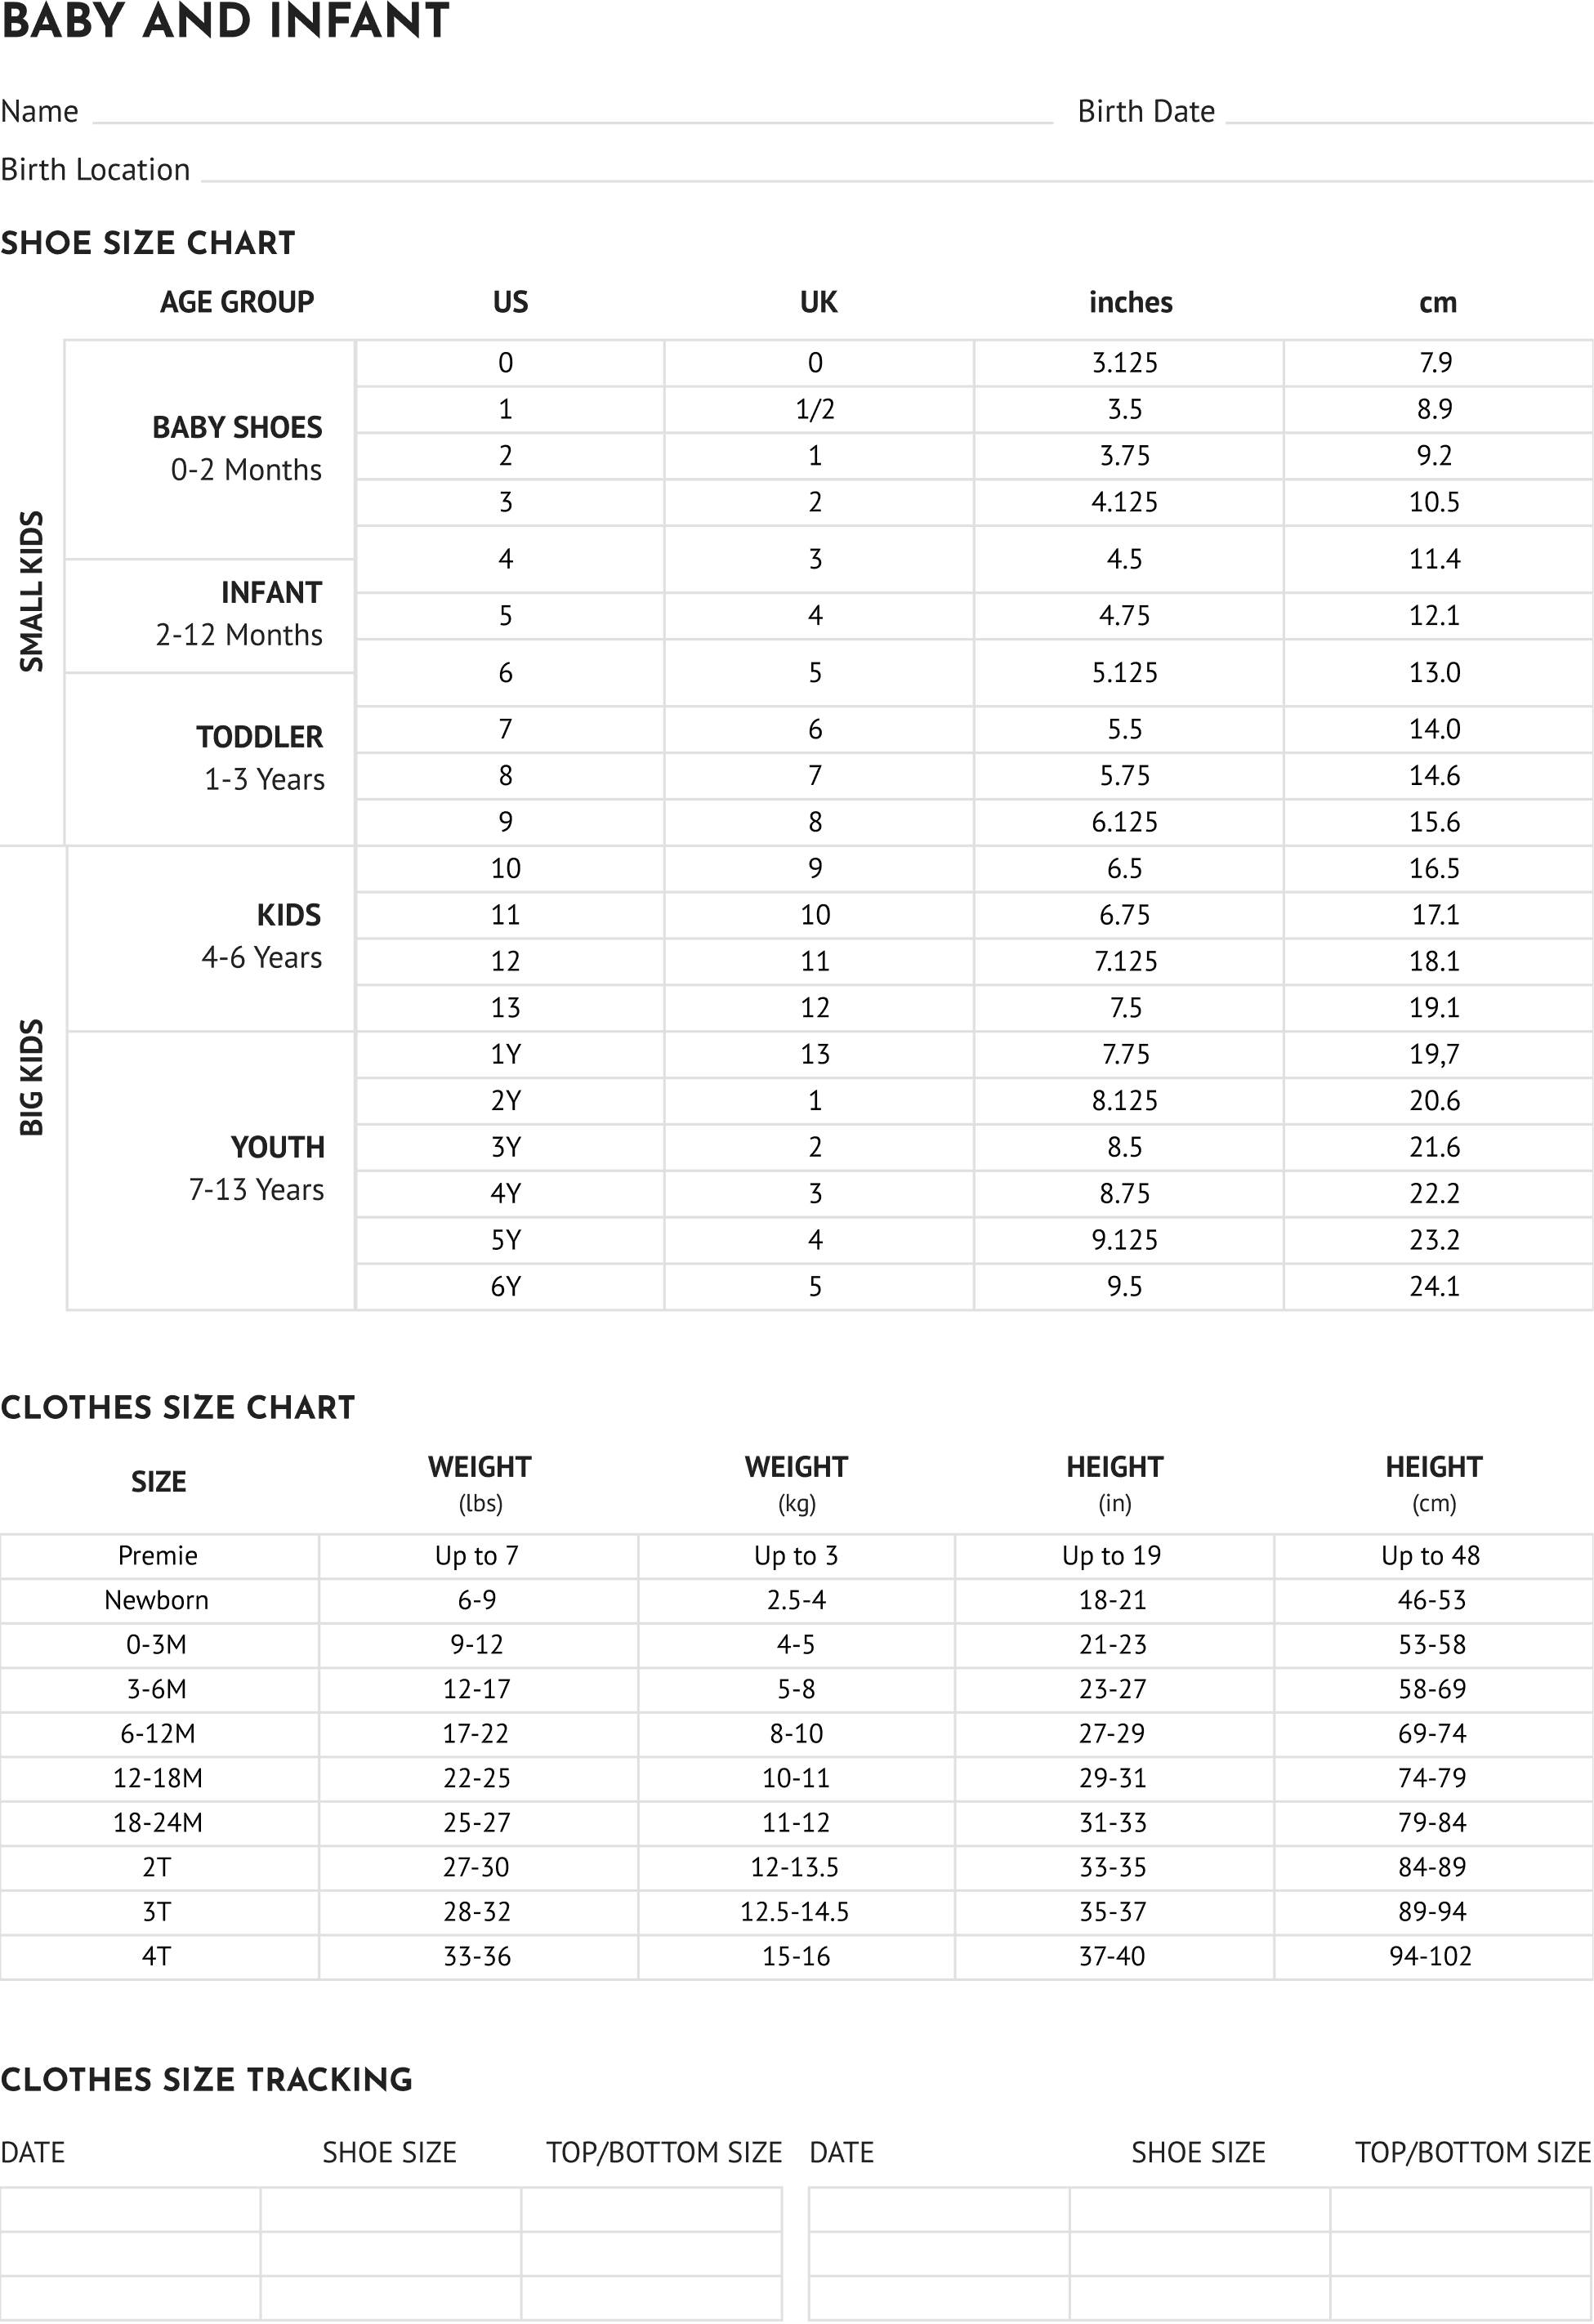 BABY AND INFANT
Name Birth Date
Birth Location
SHOE SIZE CHART
AGE GROUP US UK inches cm
SMALL KIDS
BABY SHOES
0-2 Months
0 0 3.125 7.9
1 1/2 3.5 8.9
2 1 3.75 9.2
3 2 4.125 10.5
4 3 4.5 11.4
INFANT
2-12 Months
5 4 4.75 12.1
6 5 5.125 13.0
TODDLER
1-3 Years
7 6 5.5 14.0
8 7 5.75 14.6
9 8 6.125 15.6
BIG KIDS
KIDS
4-6 Years
10 9 6.5 16.5
11 10 6.75 17.1
12 11 7.125 18.1
13 12 7.5 19.1
YOUTH
7-13 Years
1Y 13 7.75 19,7
2Y 1 8.125 20.6
3Y 2 8.5 21.6
4Y 3 8.75 22.2
5Y 4 9.125 23.2
6Y 5 9.5 24.1
CLOTHES SIZE CHART
SIZE WEIGHT WEIGHT HEIGHT HEIGHT
(lbs) (kg) (in) (cm)
Premie Up to 7 Up to 3 Up to 19 Up to 48
Newborn 6-9 2.5-4 18-21 46-53
0-3M 9-12 4-5 21-23 53-58
3-6M 12-17 5-8 23-27 58-69
6-12M 17-22 8-10 27-29 69-74
12-18M 22-25 10-11 29-31 74-79
18-24M 25-27 11-12 31-33 79-84
2T 27-30 12-13.5 33-35 84-89
3T 28-32 12.5-14.5 35-37 89-94
4T 33-36 15-16 37-40 94-102
CLOTHES SIZE TRACKING
DATE SHOE SIZE TOP/BOTTOM SIZE DATE SHOE SIZE TOP/BOTTOM SIZE